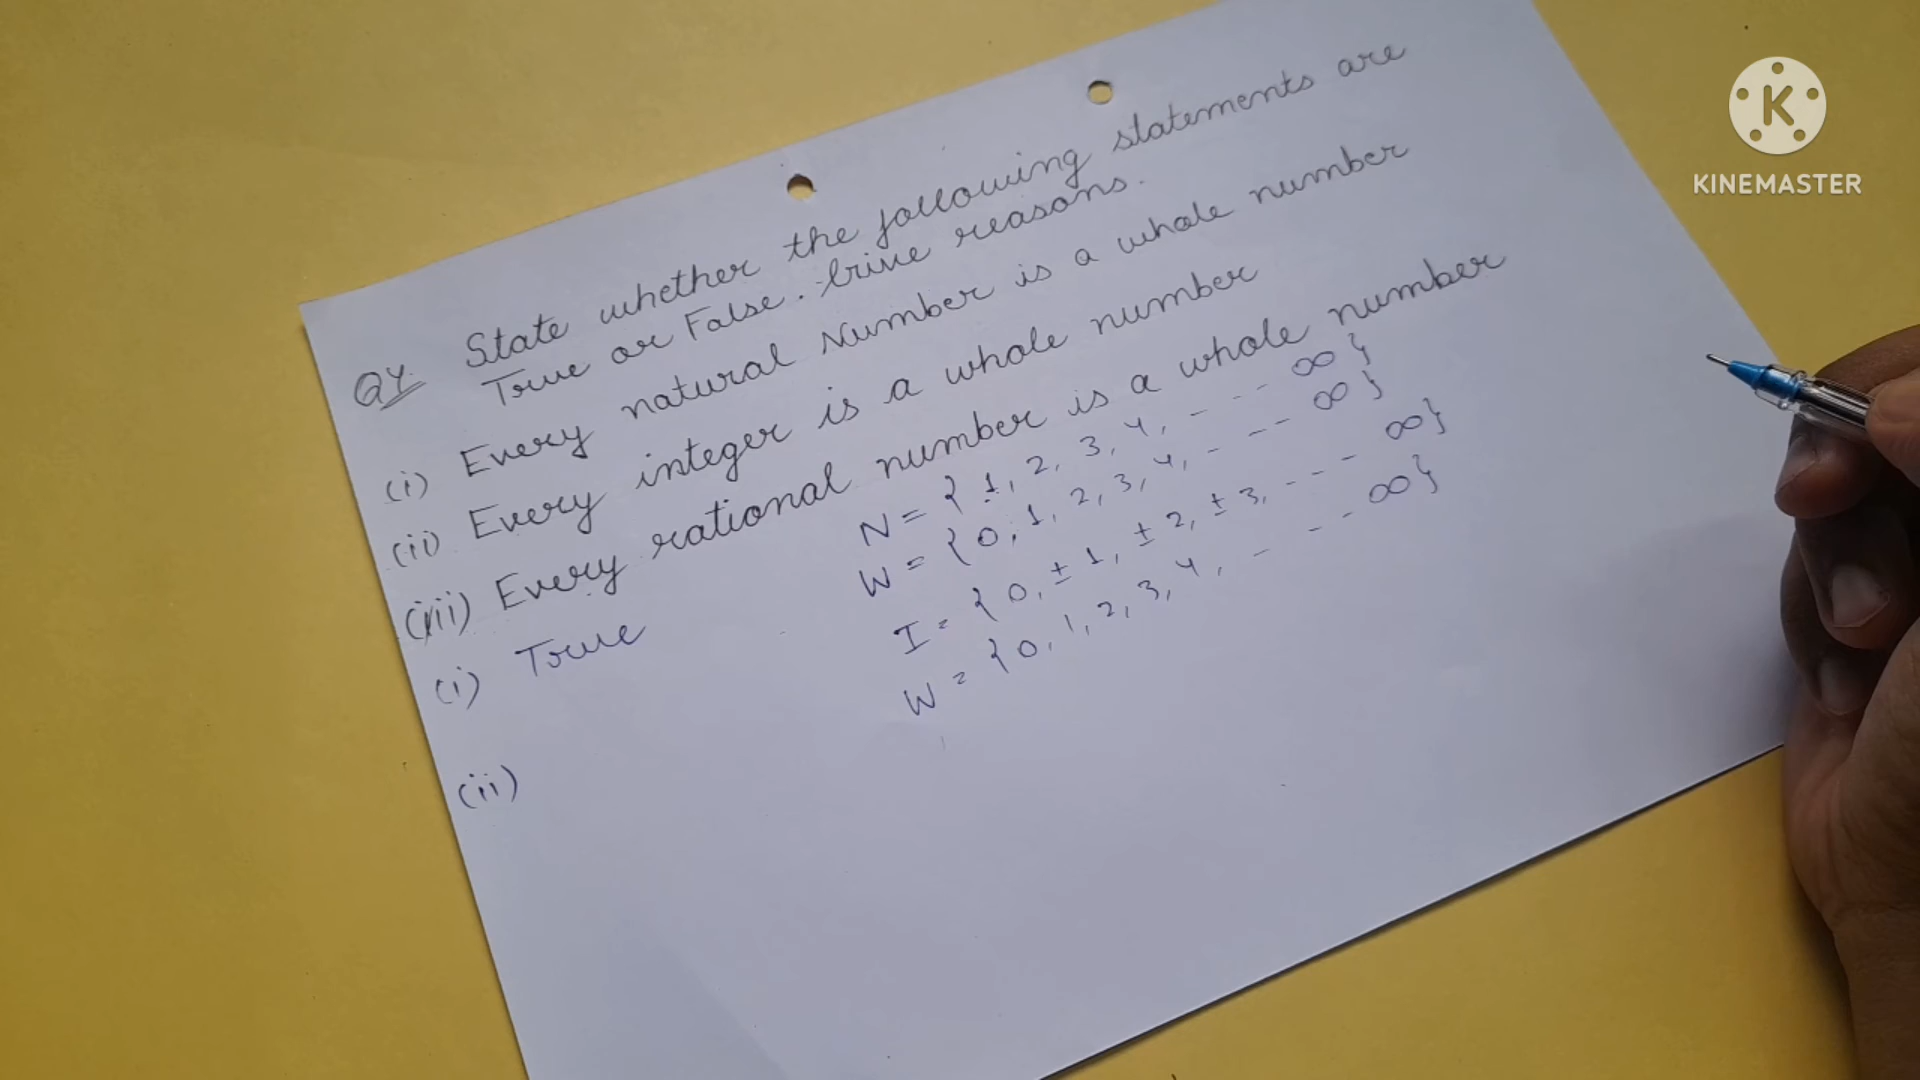 Q4. State whether the following statements are
True or False. Give reasons.
(i) Every natural Number is a whole number
(ii) Every integer is a whole number
(iii) Every rational number is a whole number
(i) True
N = { 1, 2, 3, 4, - - - ∞ }
W = { 0, 1, 2, 3, 4, - - - ∞ }
I = { 0, ± 1, ± 2, ± 3, - - - ∞ }
W = { 0, 1, 2, 3, 4, - - - ∞ }
(ii)
K
KINEMASTER